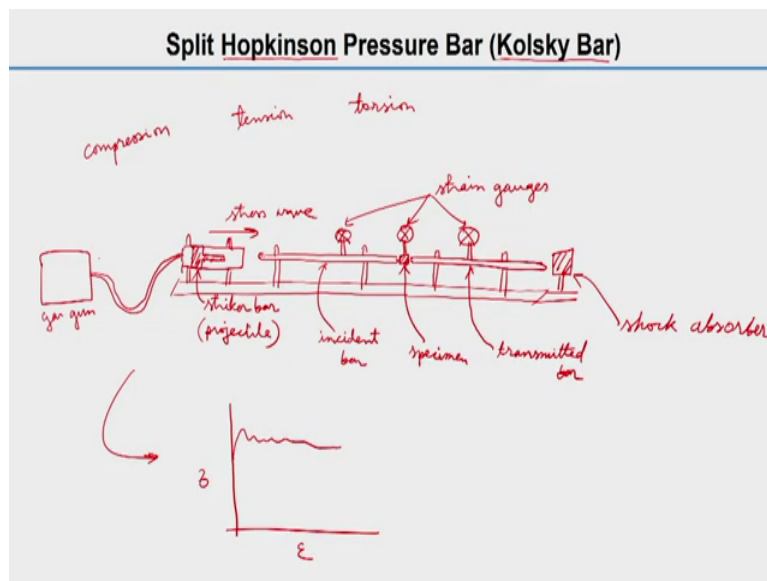 Split Hopkinson Pressure Bar (Kolsky Bar)
compression
tension
torsion
strain gauges
stress wave
gas gun
striker bar
(projectile)
incident
bar
specimen
transmitted
bar
shock absorber
σ
ε